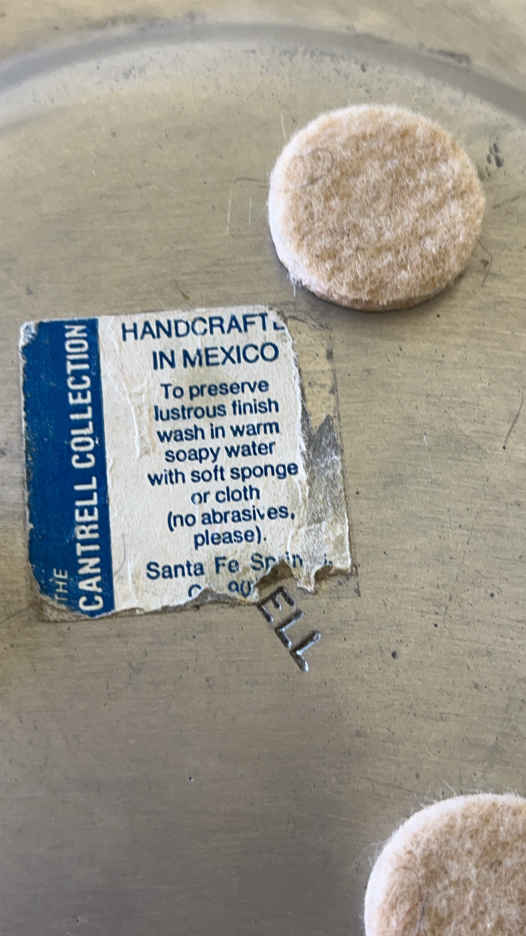 THE
CANTRELL COLLECTION
HANDCRAFTE
IN MEXICO
To preserve
lustrous finish
wash in warm
soapy water
with soft sponge
or cloth
(no abrasives,
please).
Santa Fe
ELL